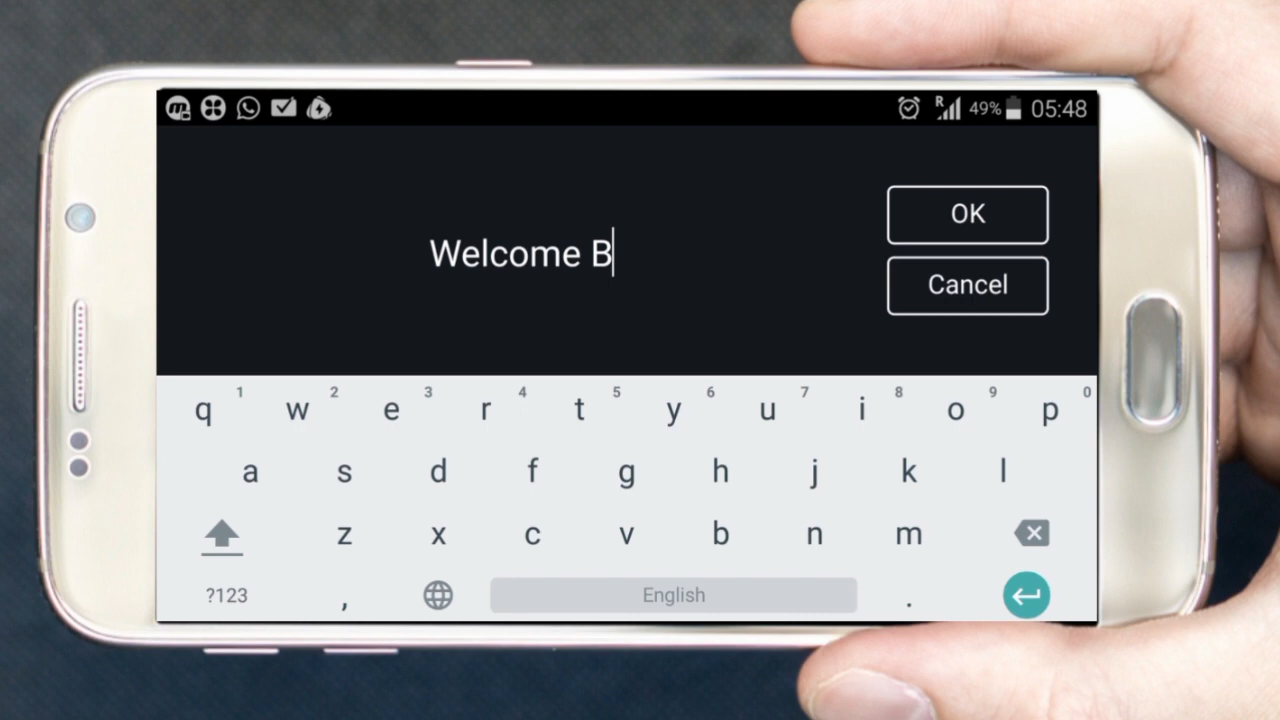 R 49% 05:48
OK
Welcome B
Cancel
1 2 3 4 5 6 7 8 9 0
q w e r t y u i o p
a s d f g h j k l
z x c v b n m
?123 , English .